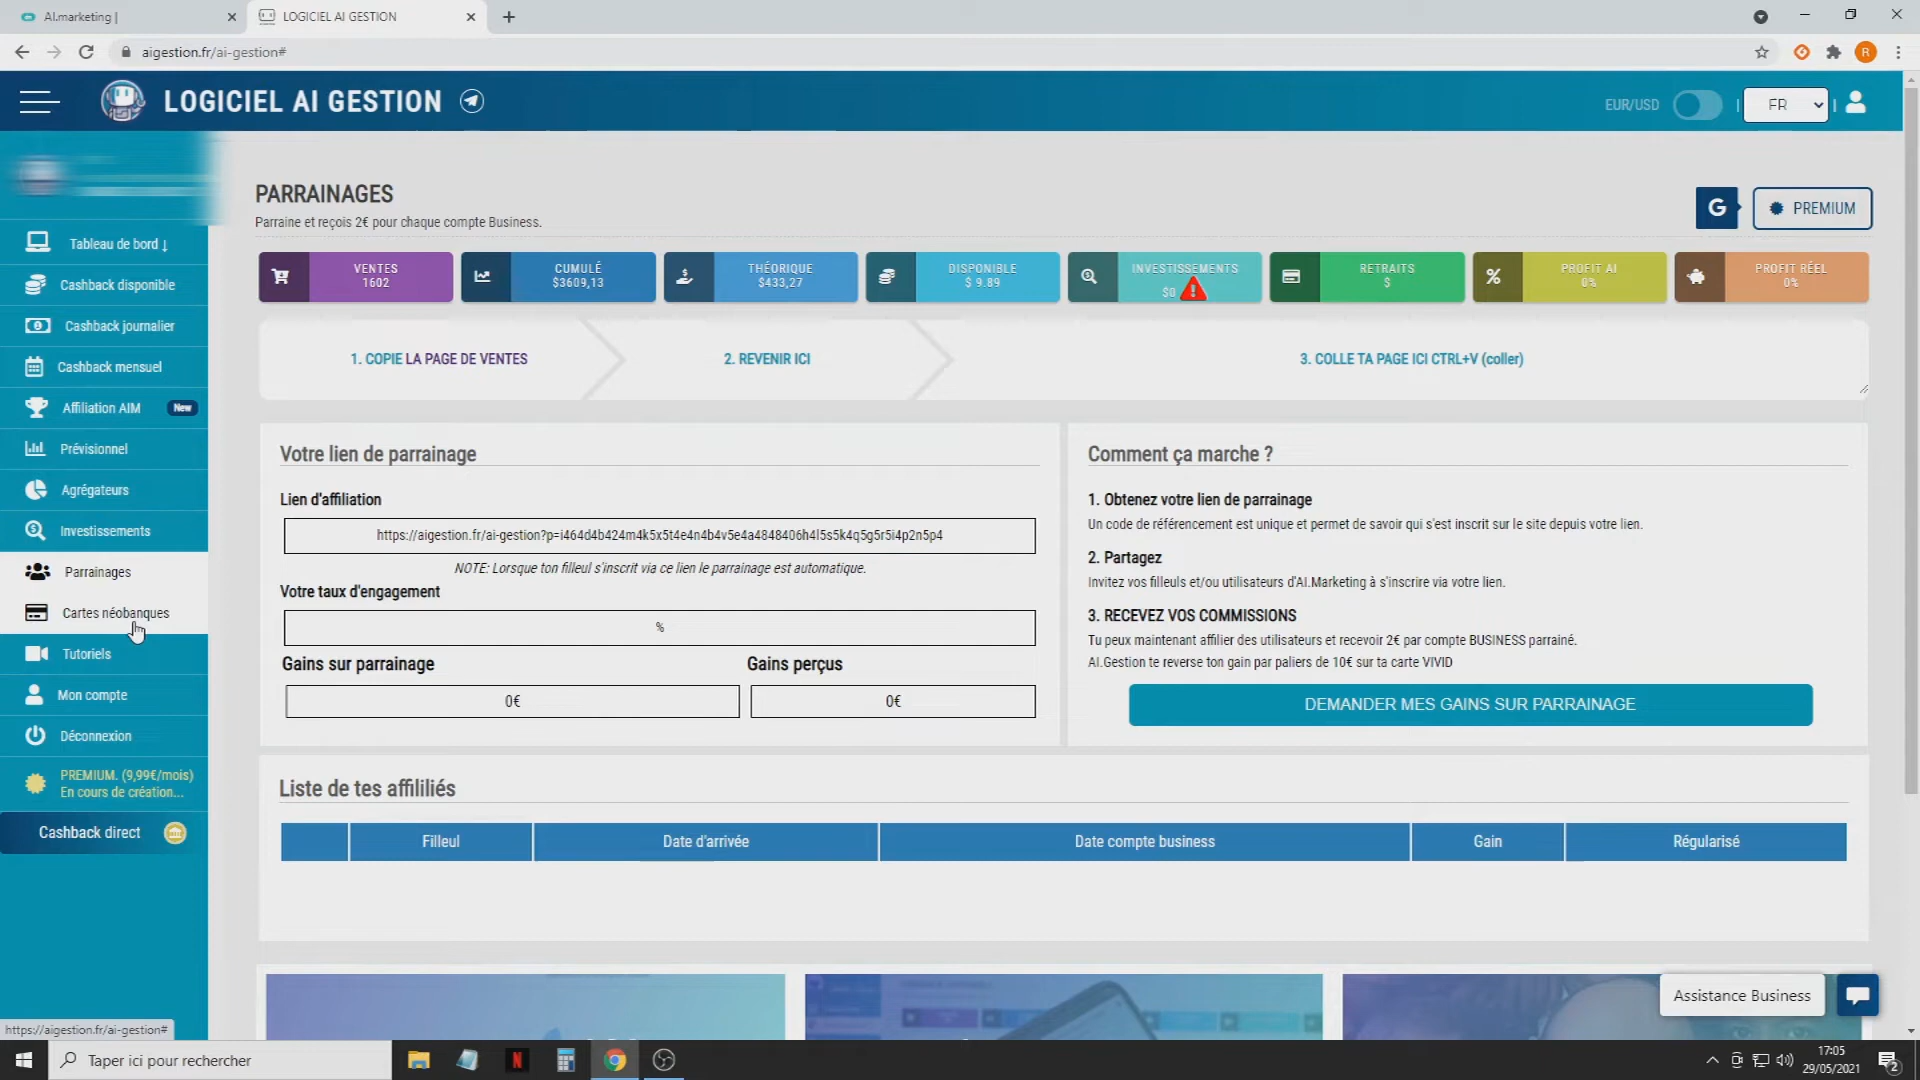 AI.marketing |
LOGICIEL AI GESTION
aigestion.fr/ai-gestion#
R
LOGICIEL AI GESTION
EUR/USD
FR
PARRAINAGES
Parraine et reçois 2€ pour chaque compte Business.
G
PREMIUM
Tableau de bord ↓
Cashback disponible
Cashback journalier
Cashback mensuel
Affiliation AIM New
Prévisionnel
Agrégateurs
Investissements
Parrainages
Cartes néobanques
Tutoriels
Mon compte
Déconnexion
PREMIUM. (9,99€/mois)
En cours de création...
Cashback direct
VENTES
1602
CUMULÉ
$3609,13
THÉORIQUE
$433,27
DISPONIBLE
$ 9.89
INVESTISSEMENTS
$0
RETRAITS
$
PROFIT AI
0%
PROFIT RÉEL
0%
1. COPIE LA PAGE DE VENTES
2. REVENIR ICI
3. COLLE TA PAGE ICI CTRL+V (coller)
Votre lien de parrainage
Lien d'affiliation
https://aigestion.fr/ai-gestion?p=i464d4b424m4k5x5t4e4n4b4v5e4a4848406h4l5s5k4q5g5r5i4p2n5p4
NOTE: Lorsque ton filleul s'inscrit via ce lien le parrainage est automatique.
Votre taux d'engagement
%
Gains sur parrainage
Gains perçus
0€
0€
Comment ça marche ?
1. Obtenez votre lien de parrainage
Un code de référencement est unique et permet de savoir qui s'est inscrit sur le site depuis votre lien.
2. Partagez
Invitez vos filleuls et/ou utilisateurs d'AI.Marketing à s'inscrire via votre lien.
3. RECEVEZ VOS COMMISSIONS
Tu peux maintenant affilier des utilisateurs et recevoir 2€ par compte BUSINESS parrainé.
AI.Gestion te reverse ton gain par paliers de 10€ sur ta carte VIVID
DEMANDER MES GAINS SUR PARRAINAGE
Liste de tes affililiés
Filleul
Date d'arrivée
Date compte business
Gain
Régularisé
Assistance Business
https://aigestion.fr/ai-gestion#
Taper ici pour rechercher
17:05
29/05/2021
2